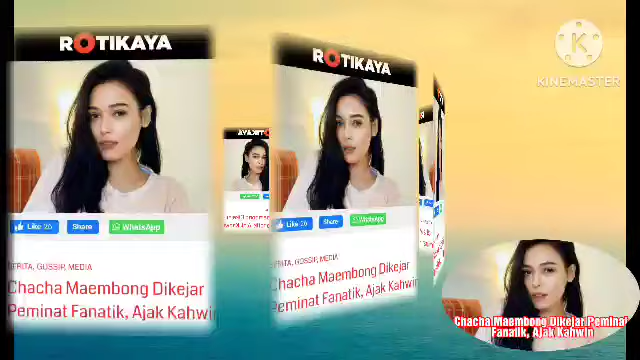 ROTIKAYA
Like 26 Share WhatsApp
BERITA, GOSSIP, MEDIA
Chacha Maembong Dikejar
Peminat Fanatik, Ajak Kahwin
ROTIKAYA
Like 26 Share WhatsApp
BERITA, GOSSIP, MEDIA
Chacha Maembong Dikejar
Peminat Fanatik, Ajak Kahwin
KINEMASTER
Chacha Maembong Dikejar Peminat
Fanatik, Ajak Kahwin